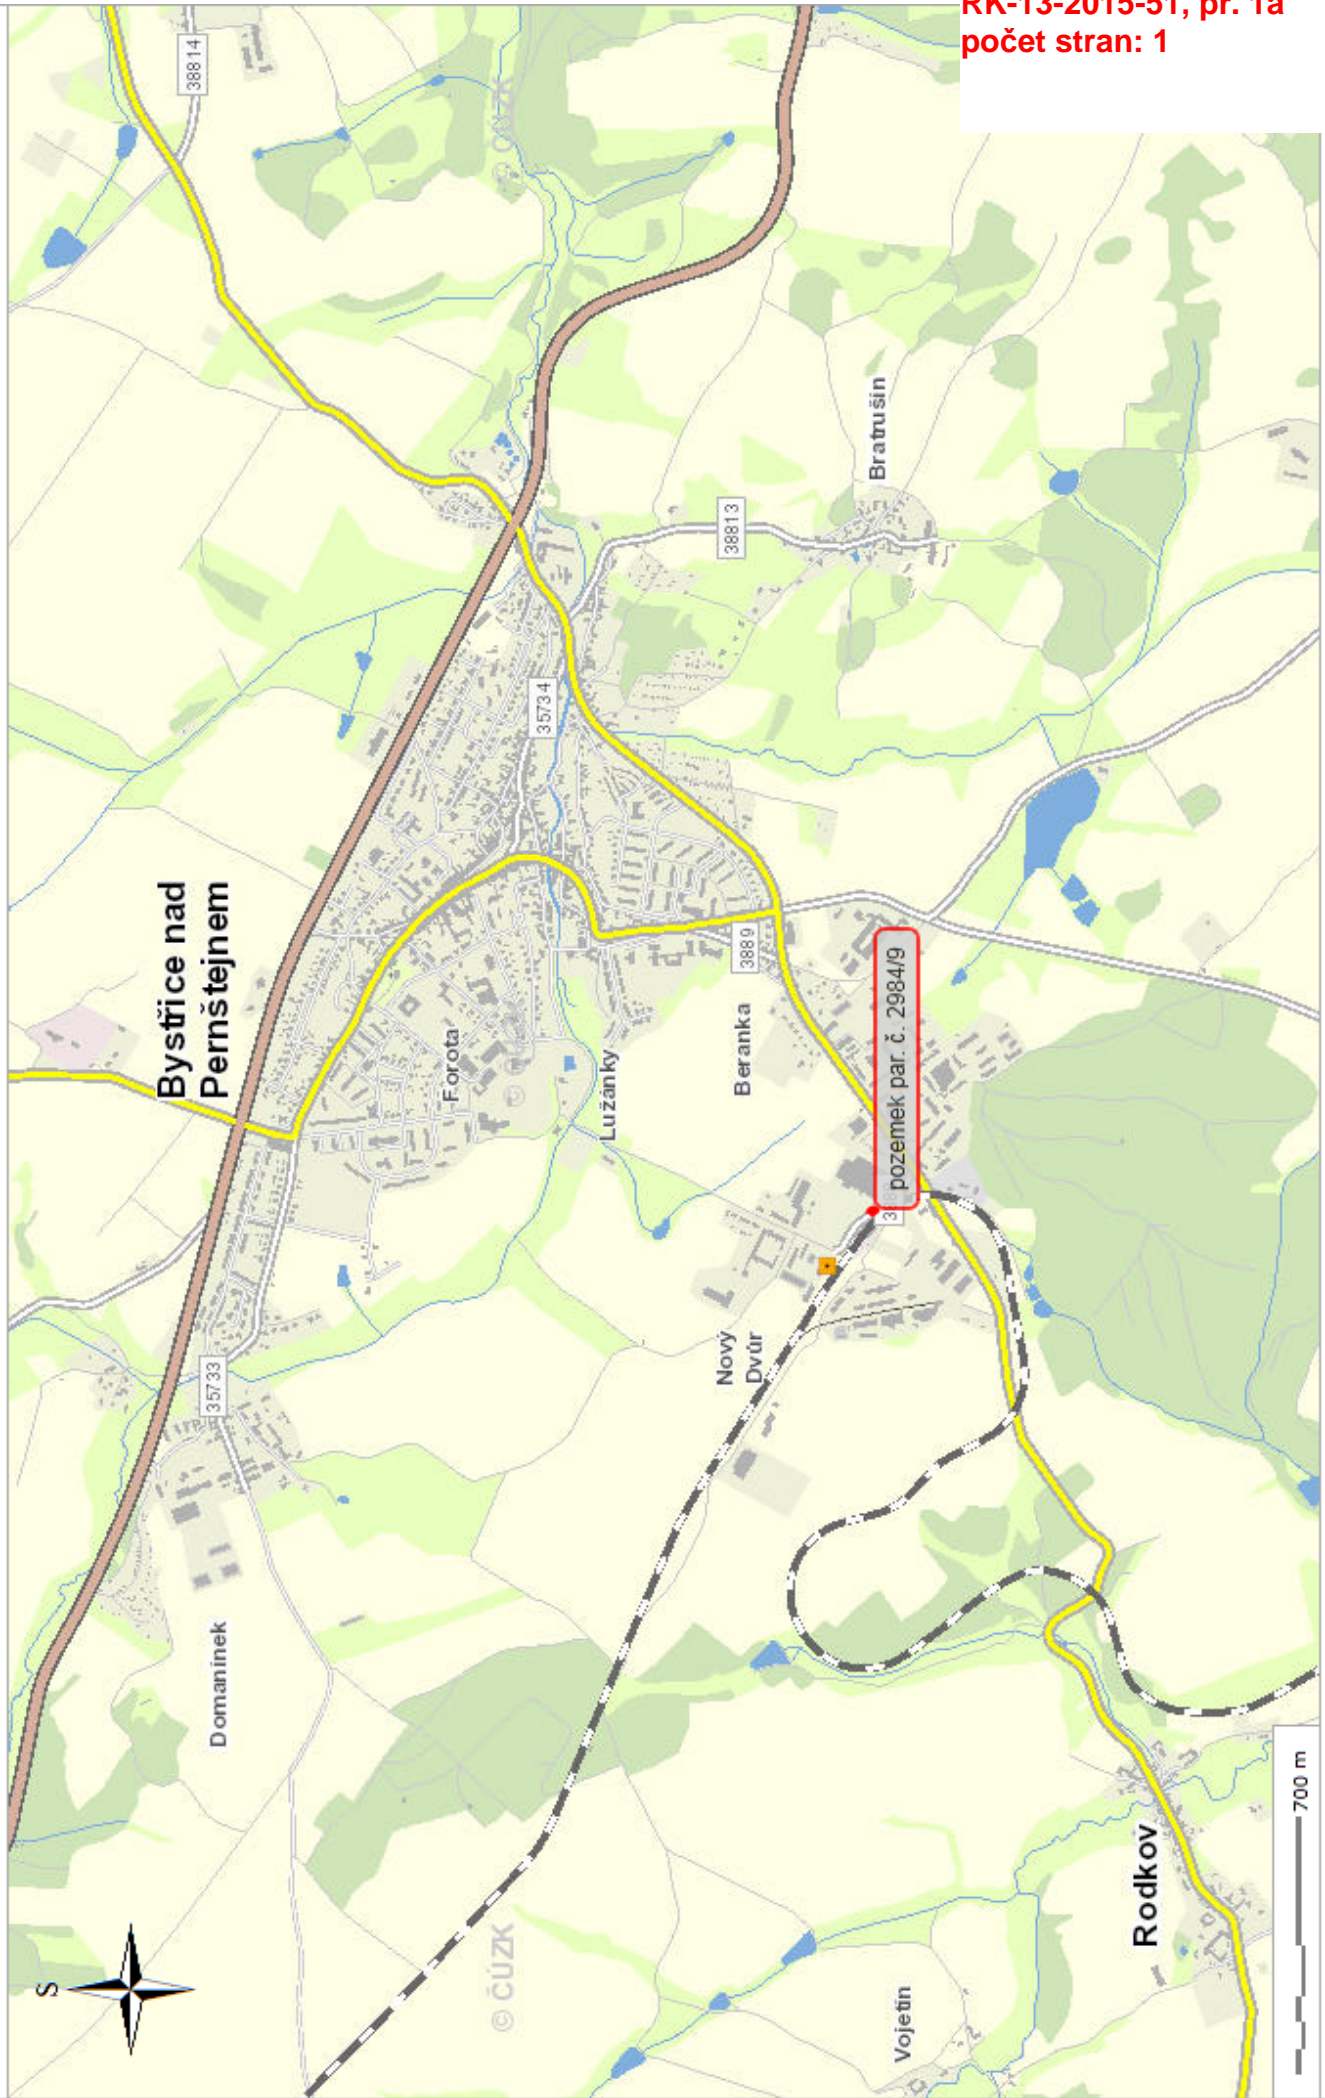 RK-13-2015-51, př. 1a
počet stran: 1
38814
© ČÚZK
Bystřice nad
Pernštejnem
35734
38813
Bratrušín
Forota
Lužánky
3889
Beranka
pozemek par. č. 2984/9
Nový
Dvůr
35733
Domanínek
S
© ČÚZK
Vojetín
Rodkov
700 m